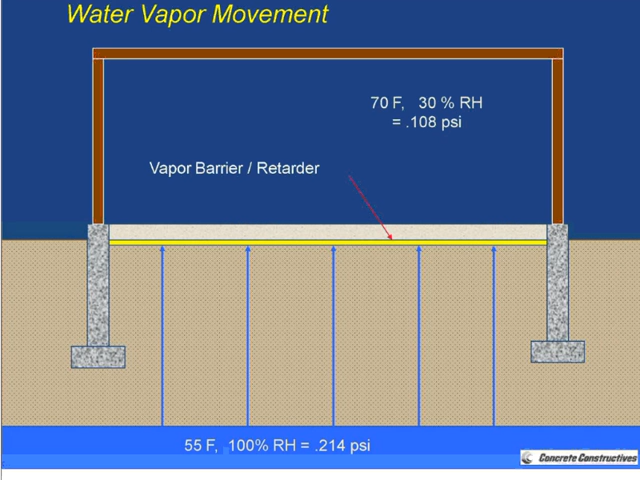 Water Vapor Movement
70 F, 30 % RH
= .108 psi
Vapor Barrier / Retarder
55 F, 100% RH = .214 psi
Concrete Constructives